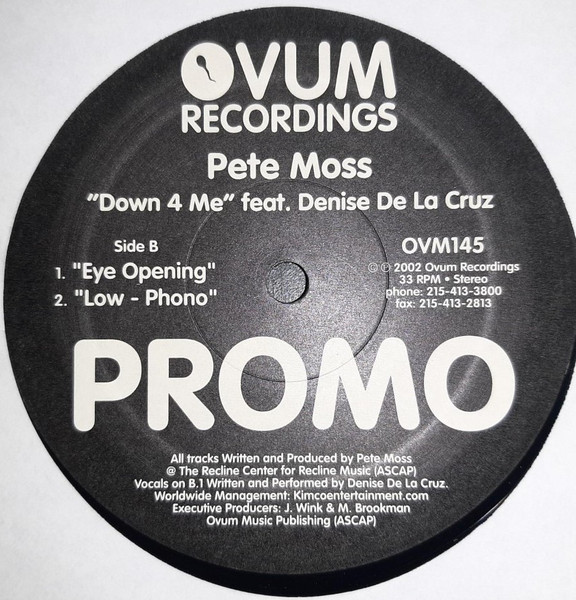 OVUM
RECORDINGS
Pete Moss
"Down 4 Me" feat. Denise De La Cruz
Side B
1. "Eye Opening"
2. "Low - Phono"
OVM145
© ℗ 2002 Ovum Recordings
33 RPM • Stereo
phone: 215-413-3800
fax: 215-413-2813
PROMO
All tracks Written and Produced by Pete Moss
@ The Recline Center for Recline Music (ASCAP)
Vocals on B.1 Written and Performed by Denise De La Cruz.
Worldwide Management: Kimcoentertainment.com
Executive Producers: J. Wink & M. Brookman
Ovum Music Publishing (ASCAP)